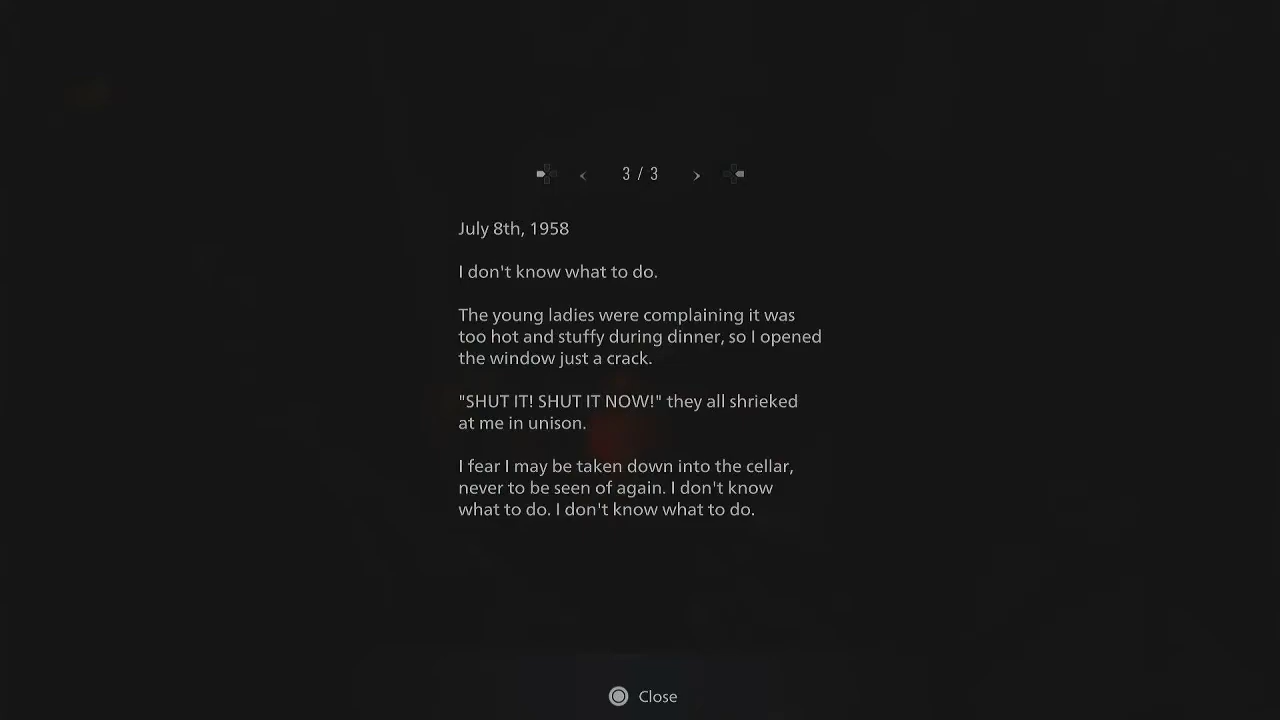 3 / 3
July 8th, 1958
I don't know what to do.
The young ladies were complaining it was
too hot and stuffy during dinner, so I opened
the window just a crack.
"SHUT IT! SHUT IT NOW!" they all shrieked
at me in unison.
I fear I may be taken down into the cellar,
never to be seen of again. I don't know
what to do. I don't know what to do.
Close